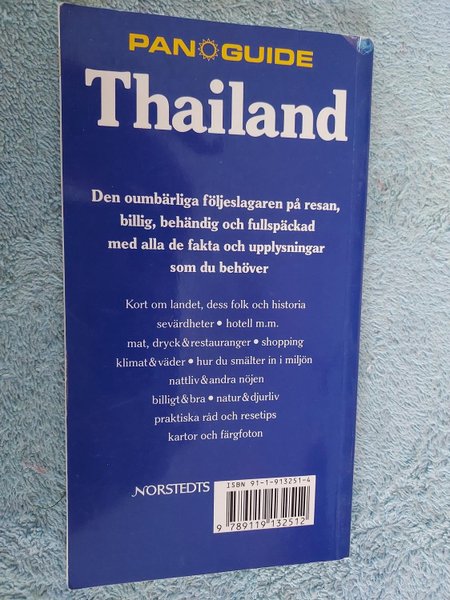 PAN GUIDE
Thailand
Den oumbärliga följeslagaren på resan,
billig, behändig och fullspäckad
med alla de fakta och upplysningar
som du behöver
Kort om landet, dess folk och historia
sevärdheter • hotell m.m.
mat, dryck & restauranger • shopping
klimat & väder • hur du smälter in i miljön
nattliv & andra nöjen
billigt & bra • natur & djurliv
praktiska råd och resetips
kartor och färgfoton
NORSTEDTS
ISBN 91-1-913251-4
9 789119 132512